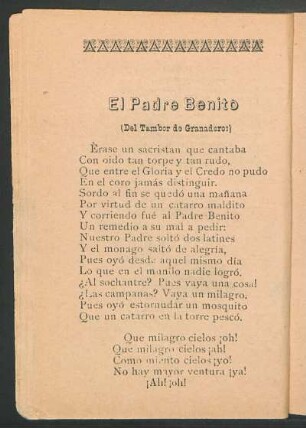 El Padre Benito
(Del Tambor de Granaderos)
Érase un sacristan que cantaba
Con oido tan torpe y tan rudo,
Que entre el Gloria y el Credo no pudo
En el coro jamás distinguir.
Sordo al fin se quedó una mañana
Por virtud de un catarro maldito
Y corriendo fué al Padre Benito
Un remedio a su mal a pedir:
Nuestro Padre soltó dos latines
Y el monago saltó de alegría,
Pues oyó desde aquel mismo dia
Lo que en el mundo nadie logró.
¿Al sochantre? Pues vaya una cosa!
¿Las campanas? Vaya un milagro.
Pues oyó estornudar un mosquito
Que un catarro en la torre pescó.
Que milagro cielos ¡oh!
Que milagro cielos ¡ah!
Como miento cielos ¡yo!
No hay mayor ventura ¡ya!
¡Ah! ¡oh!